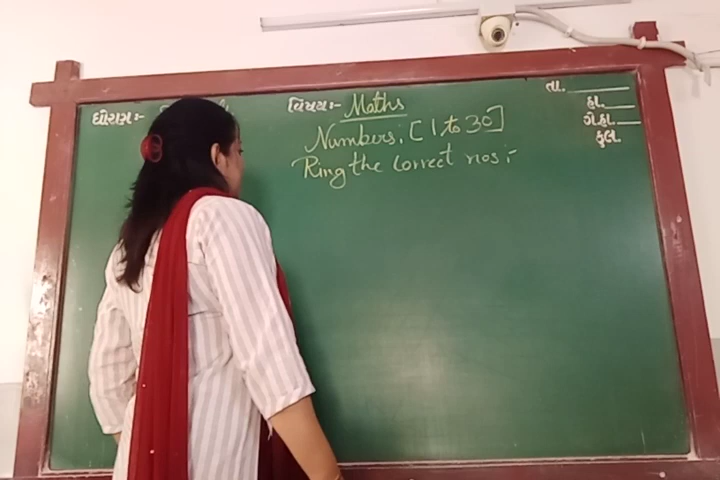 ધોરણ:- વિષય:- Maths તા.
Numbers: [1 to 30] હા.
Ring the correct nos:- ગે.હા.
કુલ.